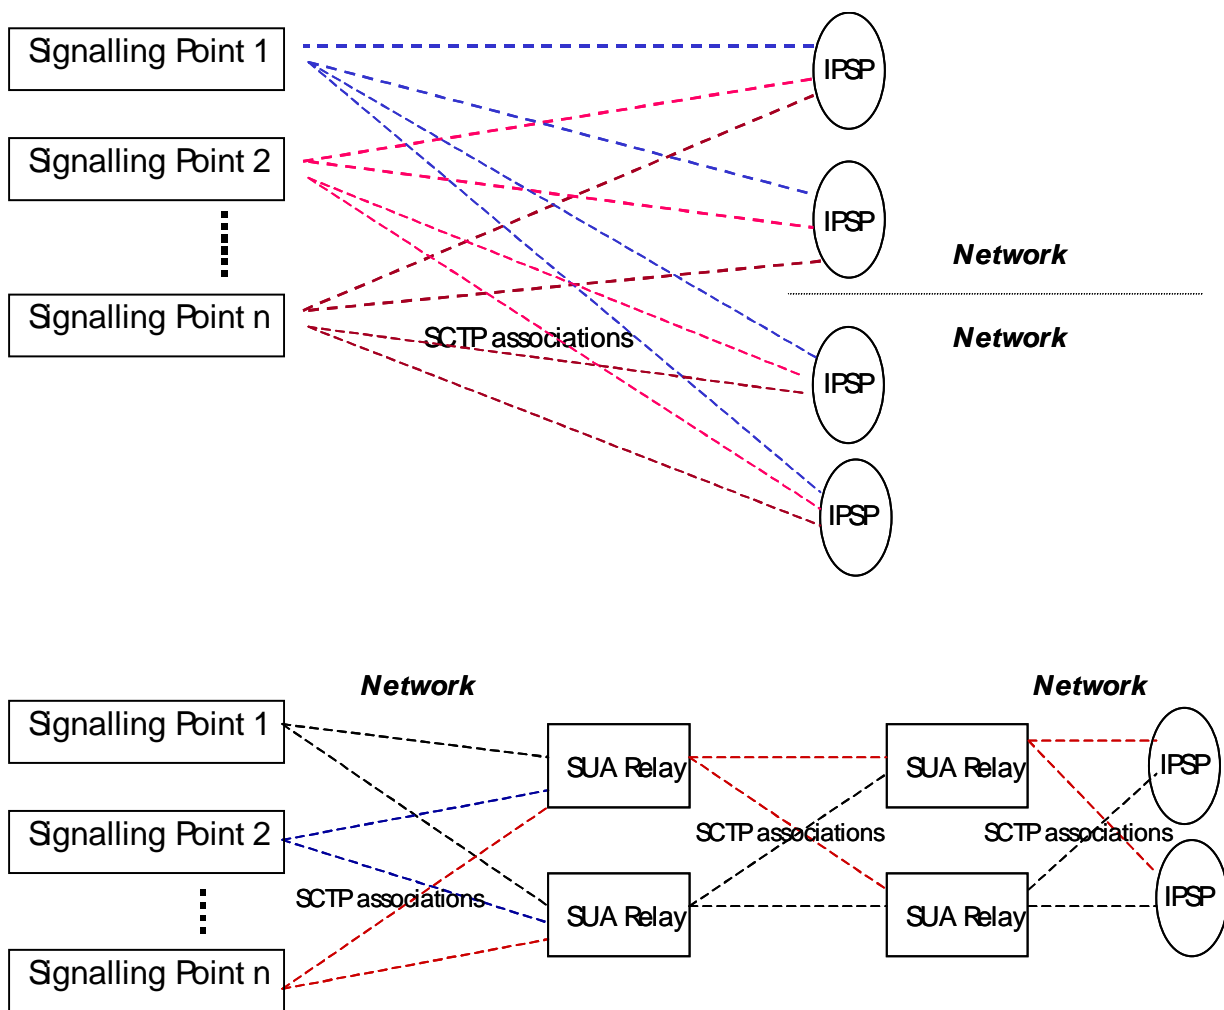 Signalling Point 1
IPSP
Signalling Point 2
IPSP
Network
Signalling Point n
SCTP associations
Network
IPSP
IPSP
Network
Network
Signalling Point 1
SUA Relay
SUA Relay
IPSP
Signalling Point 2
SCTP associations
SCTP associations
SCTP associations
SUA Relay
SUA Relay
IPSP
Signalling Point n